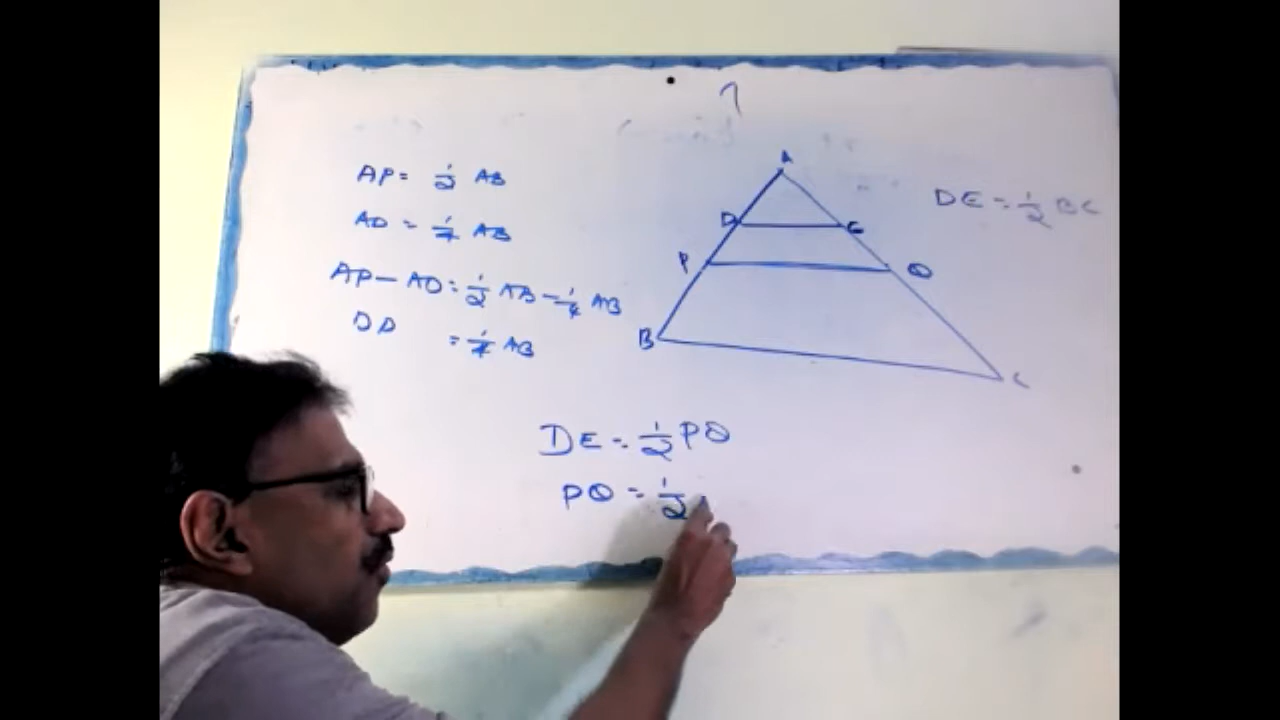 AP = 1/2 AB
AD = 1/4 AB
AP - AD = 1/2 AB - 1/4 AB
DP = 1/4 AB
A
D E
P Q
B
C
DE = 1/2 BC
DE = 1/2 PQ
PQ = 1/2